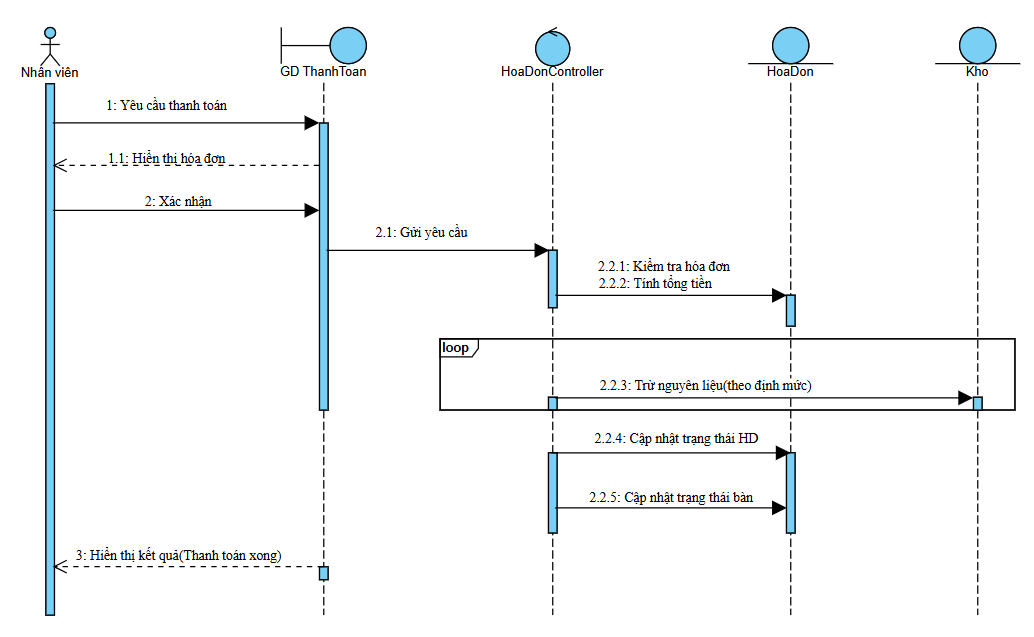 Nhân viên
GD ThanhToan
HoaDonController
HoaDon
Kho
1: Yêu cầu thanh toán
1.1: Hiển thị hóa đơn
2: Xác nhận
2.1: Gửi yêu cầu
2.2.1: Kiểm tra hóa đơn
2.2.2: Tính tổng tiền
loop
2.2.3: Trừ nguyên liệu(theo định mức)
2.2.4: Cập nhật trạng thái HD
2.2.5: Cập nhật trạng thái bàn
3: Hiển thị kết quả(Thanh toán xong)